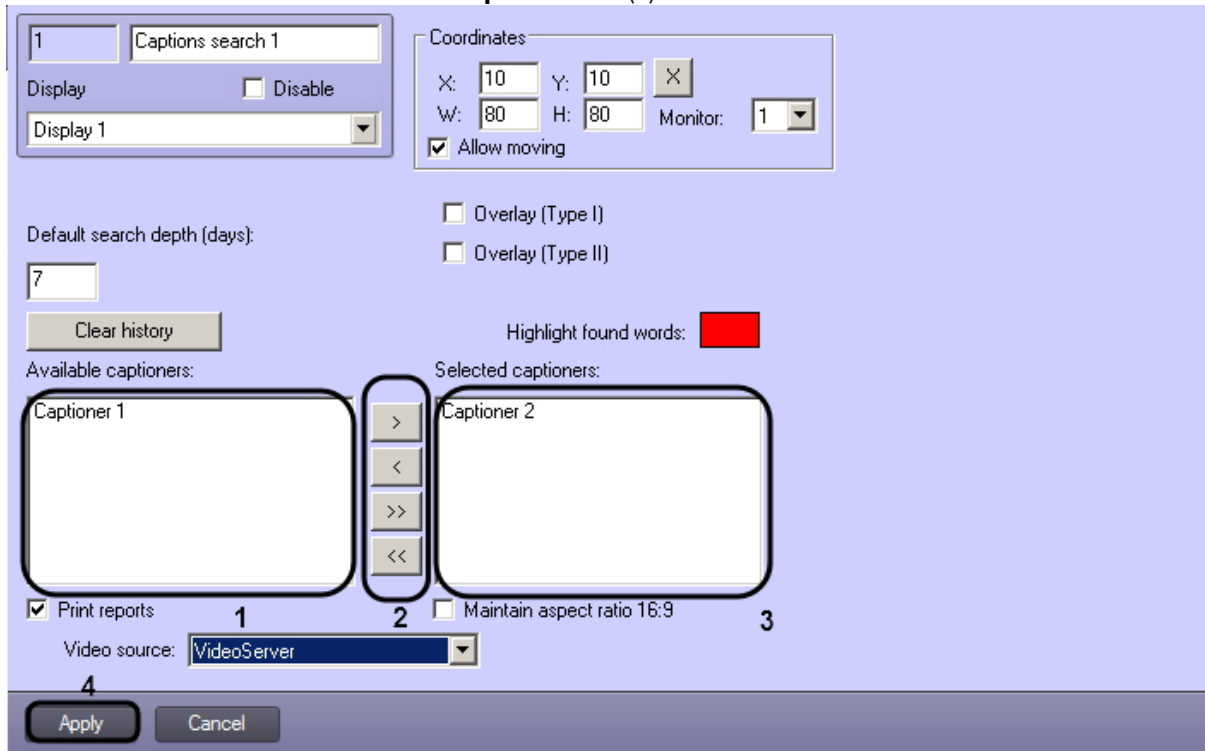 1 Captions search 1
Display Disable
Display 1
Coordinates
X: 10 Y: 10 X
W: 80 H: 80 Monitor: 1
Allow moving
Overlay (Type I)
Default search depth (days):
Overlay (Type II)
7
Clear history Highlight found words:
Available captioners: Selected captioners:
Captioner 1 > Captioner 2
<
>>
<<
Print reports 1 2 Maintain aspect ratio 16:9 3
Video source: VideoServer
4
Apply Cancel